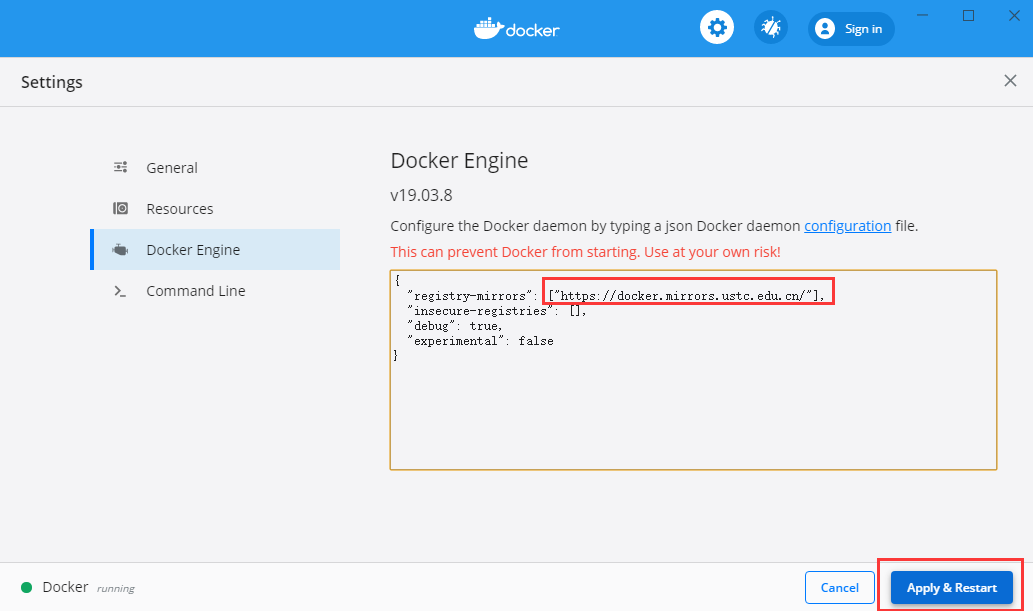 docker
Sign in
Settings
General
Resources
Docker Engine
Command Line
Docker Engine
v19.03.8
Configure the Docker daemon by typing a json Docker daemon configuration file.
This can prevent Docker from starting. Use at your own risk!
{
"registry-mirrors": ["https://docker.mirrors.ustc.edu.cn/"],
"insecure-registries": [],
"debug": true,
"experimental": false
}
Docker running
Cancel
Apply & Restart